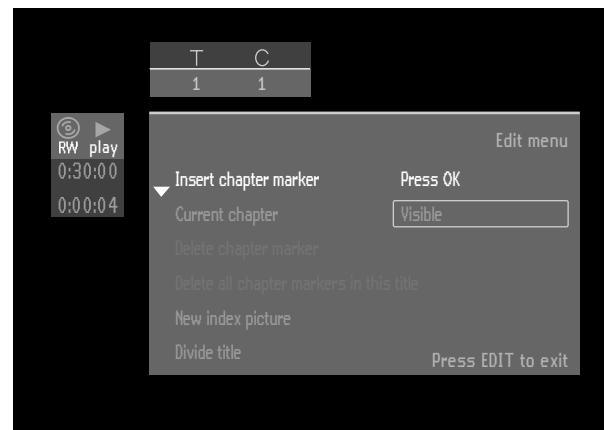 T C
1 1
RW play
0:30:00
0:00:04
Edit menu
Insert chapter marker Press OK
Current chapter Visible
Delete chapter marker
Delete all chapter markers in this title
New index picture
Divide title
Press EDIT to exit